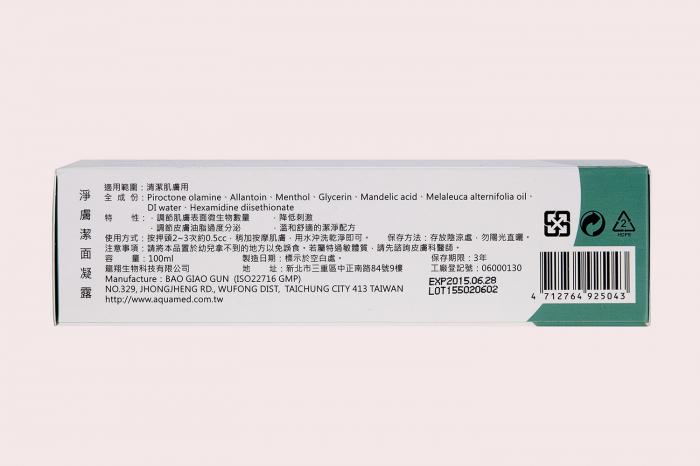 淨膚潔面凝露
適用範圍：清潔肌膚用
全成份：Piroctone olamine、Allantoin、Menthol、Glycerin、Mandelic acid、Melaleuca alternifolia oil、
DI water、Hexamidine diisethionate
特性：．調節肌膚表面微生物數量 ．降低刺激
．調節皮膚油脂過度分泌 ．溫和舒適的潔淨配方
使用方式：按押頭2~3次約0.5cc，稍加按摩肌膚，用水沖洗乾淨即可。 保存方法：存放陰涼處，勿陽光直曬。
注意事項：請將本品置於幼兒拿不到的地方以免誤食。若屬特過敏體質，請先諮詢皮膚科醫師。
容量：100ml 製造日期：標示於空白處。 保存期限：3年
龍翔生物科技有限公司 地址：新北市三重區中正南路84號9樓 工廠登記號：06000130
Manufacture：BAO GIAO GUN (ISO22716 GMP)
NO.329, JHONGJHENG RD., WUFONG DIST, TAICHUNG CITY 413 TAIWAN
http://www.aquamed.com.tw
EXP2015.06.28
LOT155020602
2
HDPE
4 712764 925043